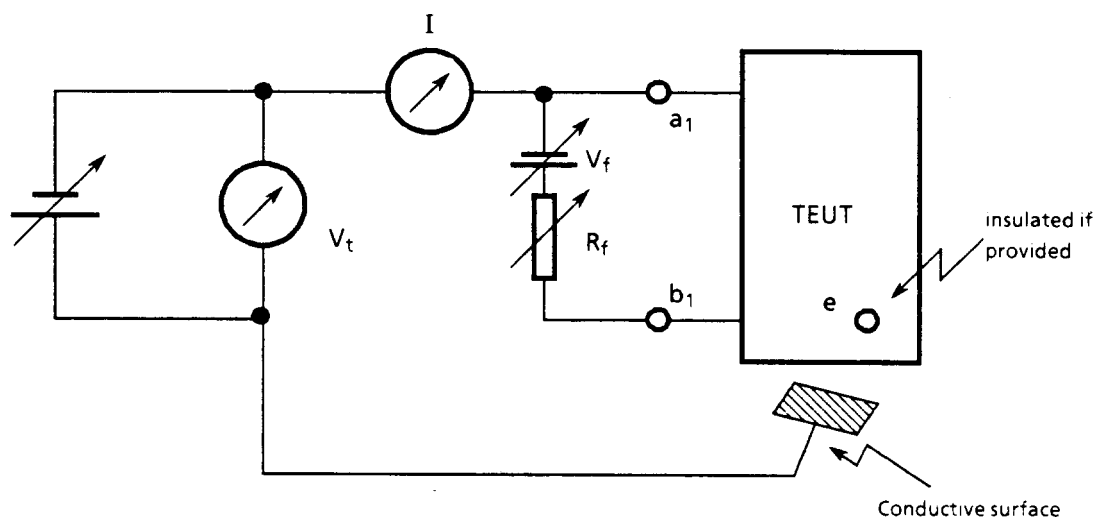 I
a1
Vf
TEUT
insulated if
provided
Vt
Rf
b1
e
Conductive surface